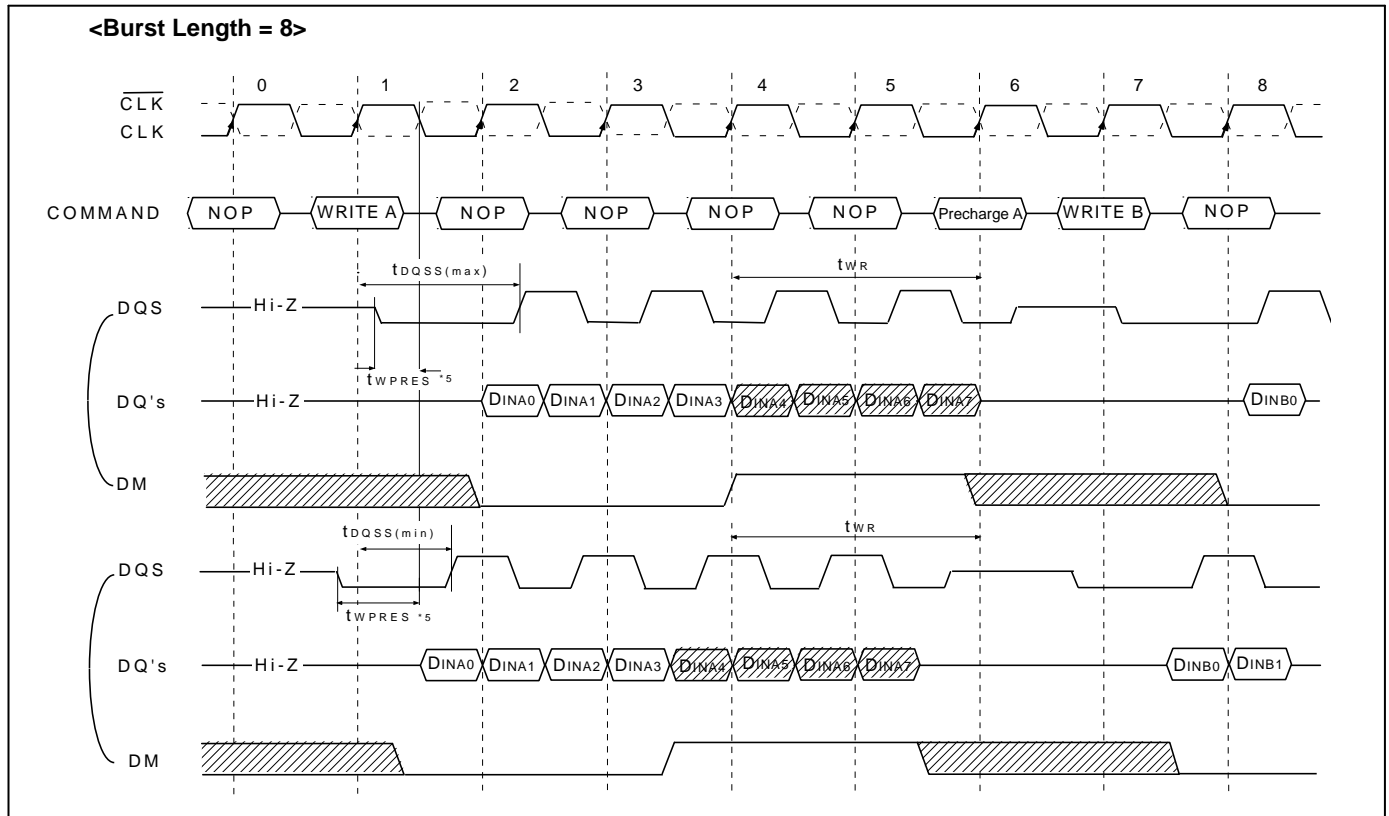 <Burst Length = 8>
0 1 2 3 4 5 6 7 8
CLK
CLK
COMMAND NOP WRITE A NOP NOP NOP NOP Precharge A WRITE B NOP
tDQSS(max) tWR
DQS Hi-Z
tWPRES *5
DQ's Hi-Z DINA0 DINA1 DINA2 DINA3 DINA4 DINA5 DINA6 DINA7 DINB0
DM
tDQSS(min) tWR
DQS Hi-Z
tWPRES *5
DQ's Hi-Z DINA0 DINA1 DINA2 DINA3 DINA4 DINA5 DINA6 DINA7 DINB0 DINB1
DM